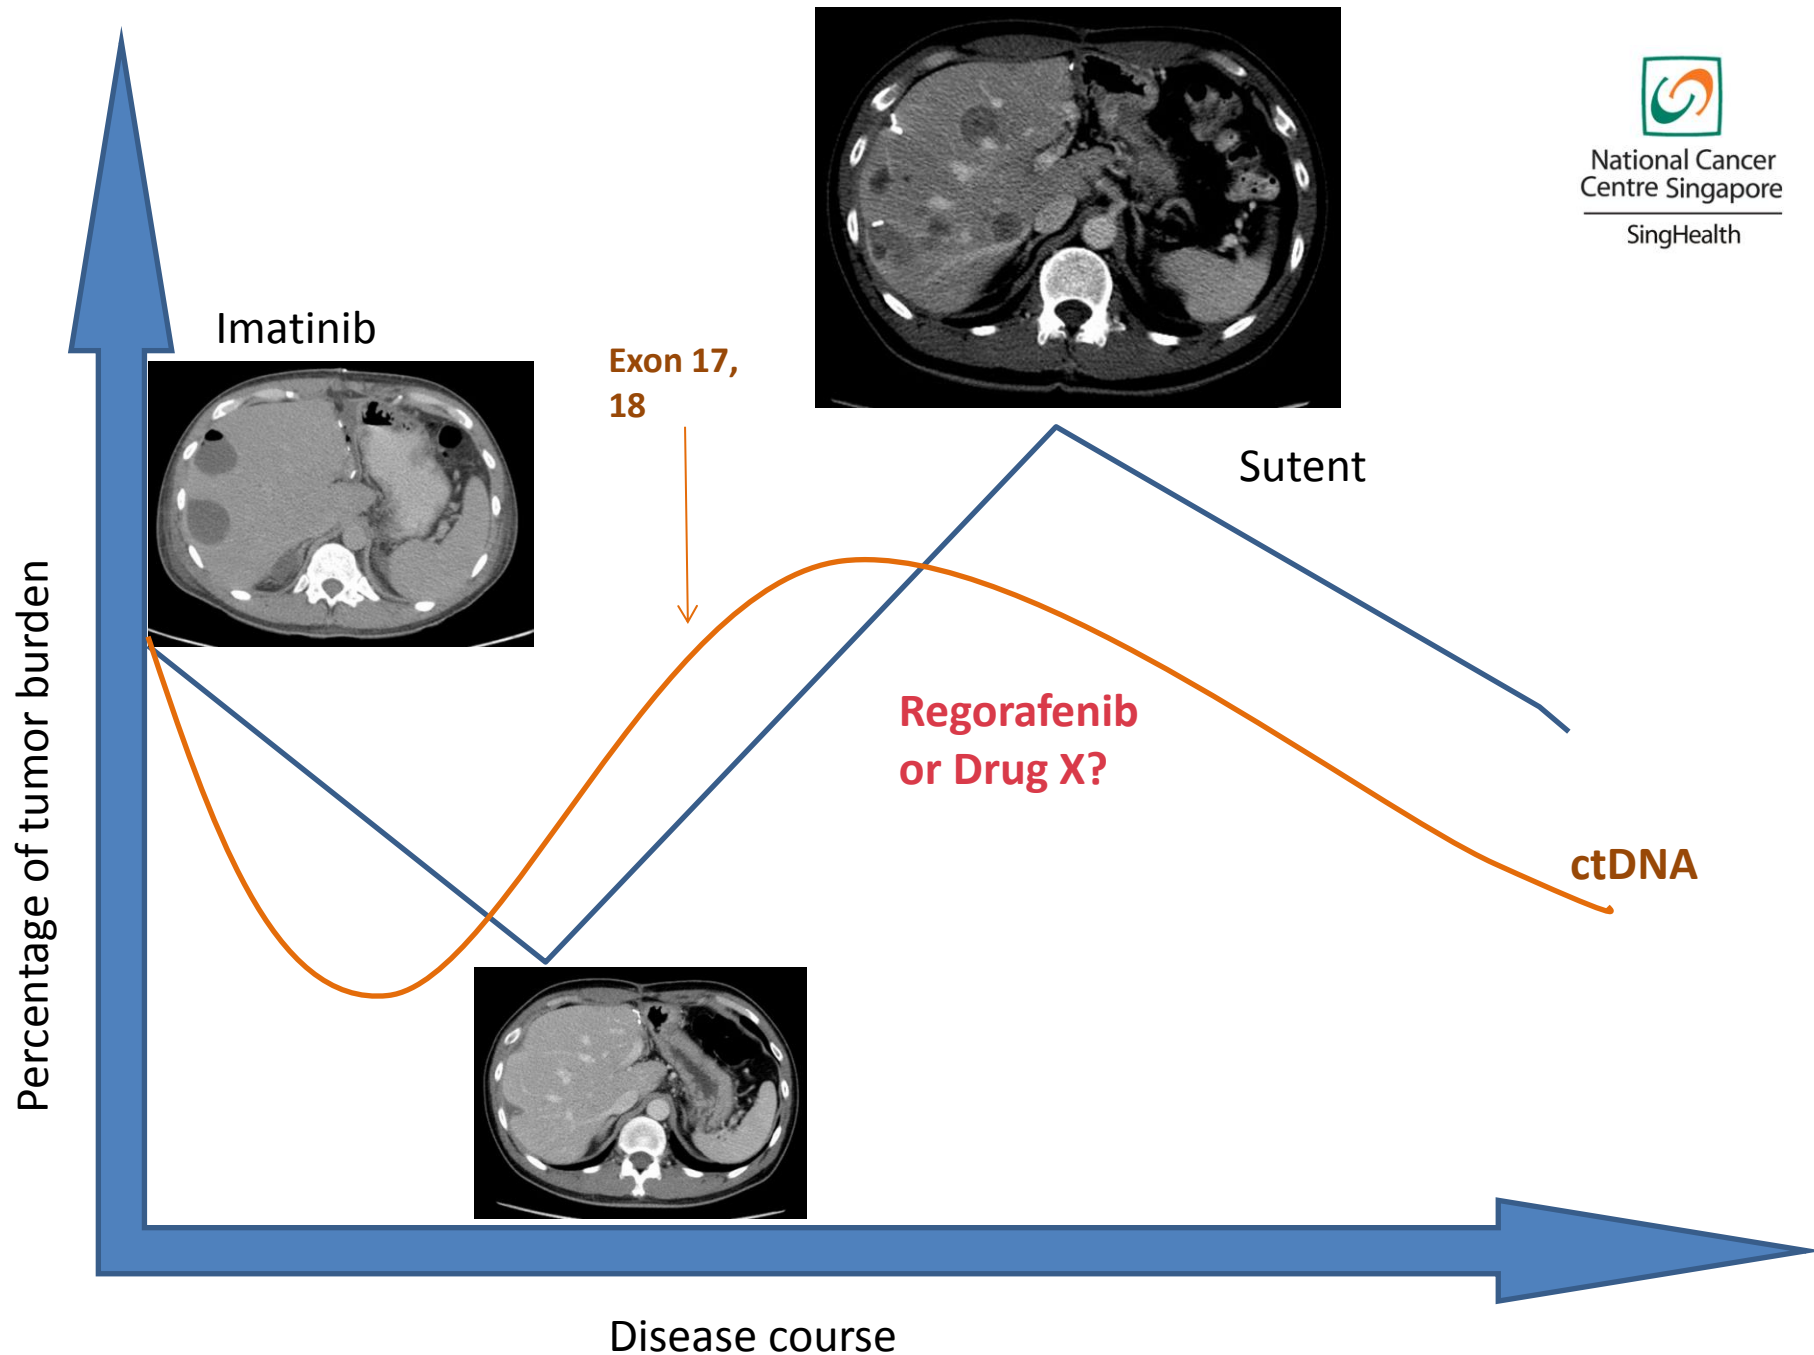 National Cancer
Centre Singapore
SingHealth
Imatinib
Exon 17,
18
Sutent
Percentage of tumor burden
Regorafenib
or Drug X?
ctDNA
Disease course